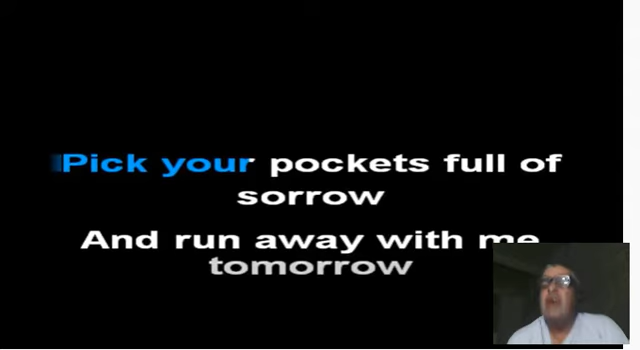 Pick your pockets full of
sorrow
And run away with me
tomorrow